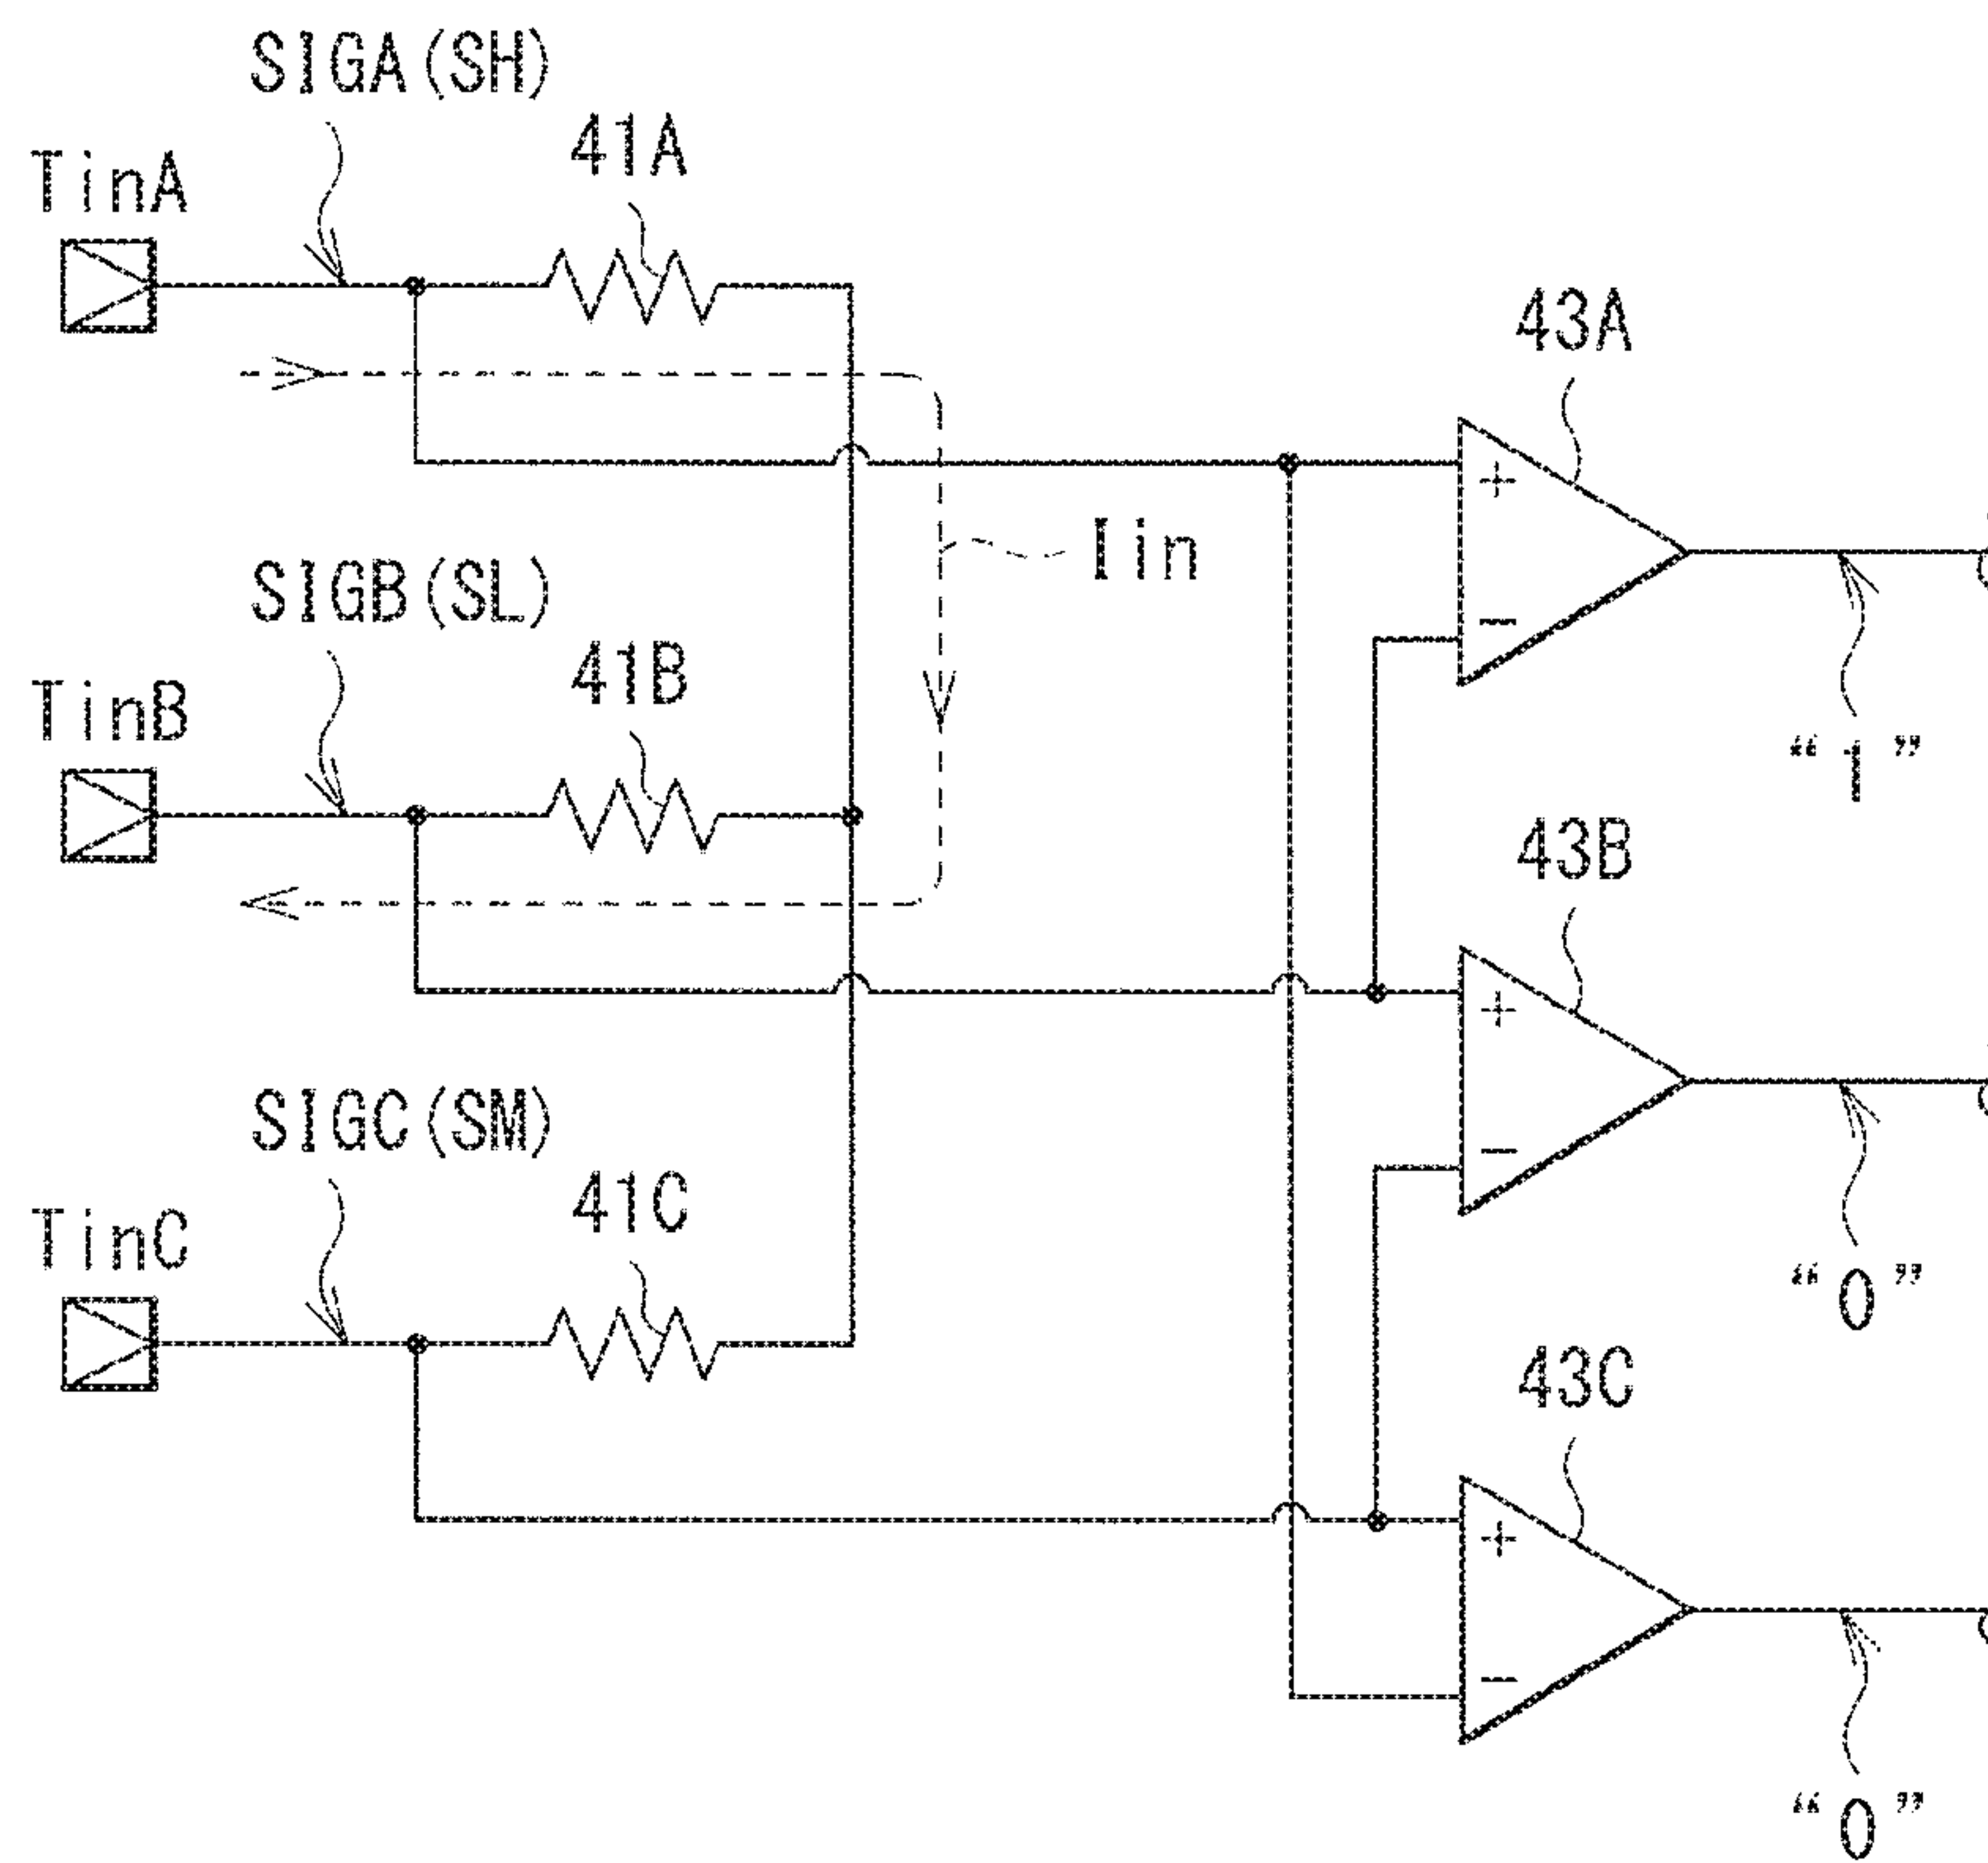 SIGA(SH)
41A
TinA
43A
+
−
Iin
SIGB(SL)
41B
TinB
“1”
43B
+
−
SIGC(SM)
41C
TinC
“0”
43C
+
−
“0”